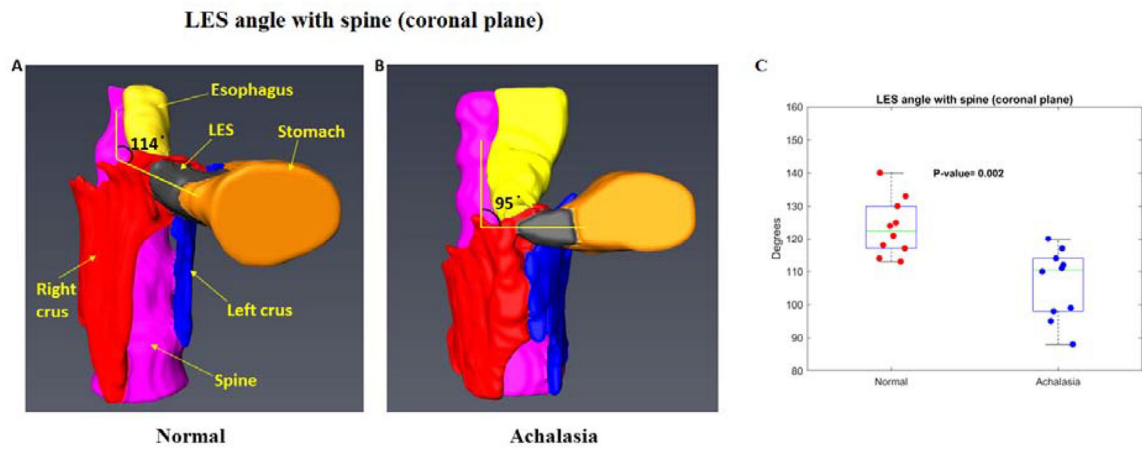 LES angle with spine (coronal plane)
A
Esophagus
114°
LES
Stomach
Right
crus
Left crus
Spine
Normal
B
95°
Achalasia
C
LES angle with spine (coronal plane)
P-value= 0.002
Degrees
160
150
140
130
120
110
100
90
80
Normal
Achalasia